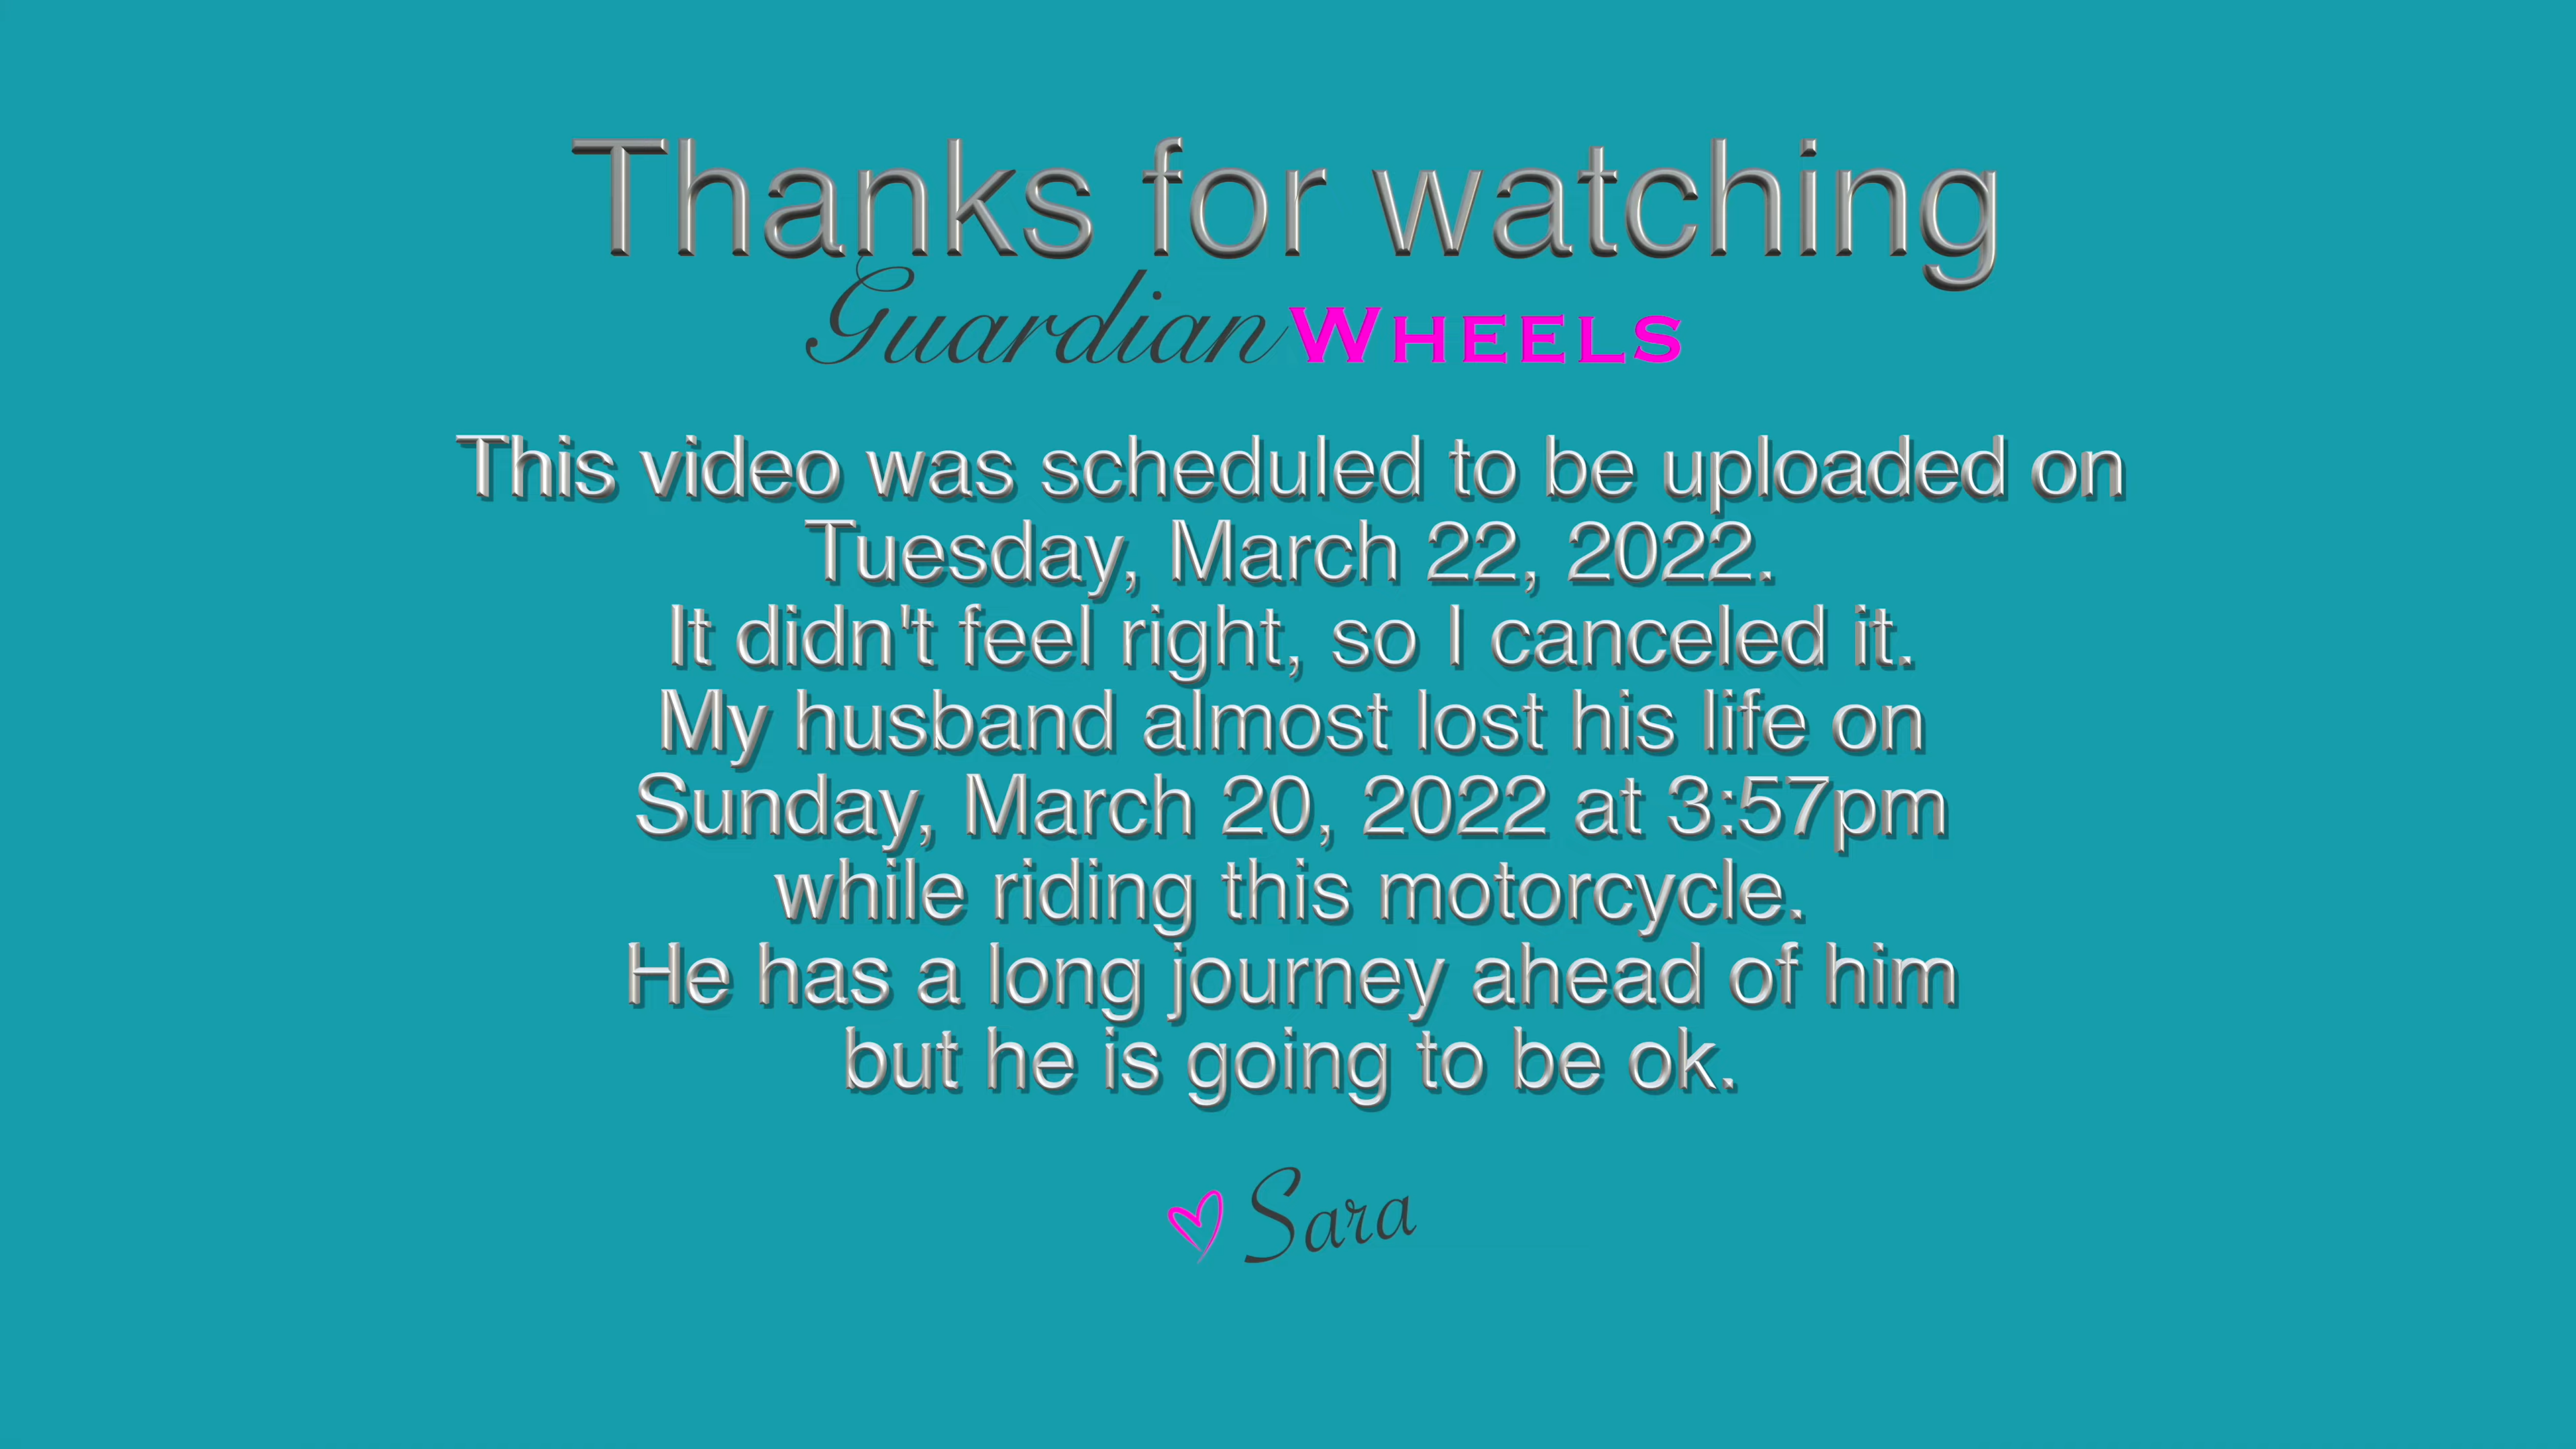 Thanks for watching
Guardian WHEELS
This video was scheduled to be uploaded on
Tuesday, March 22, 2022.
It didn't feel right, so I canceled it.
My husband almost lost his life on
Sunday, March 20, 2022 at 3:57pm
while riding this motorcycle.
He has a long journey ahead of him
but he is going to be ok.
Sara